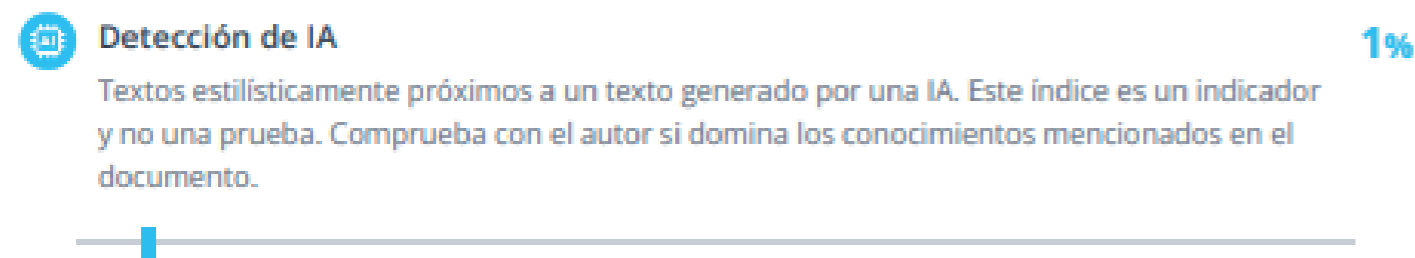 Detección de IA
1%
Textos estilísticamente próximos a un texto generado por una IA. Este índice es un indicador
y no una prueba. Comprueba con el autor si domina los conocimientos mencionados en el
documento.